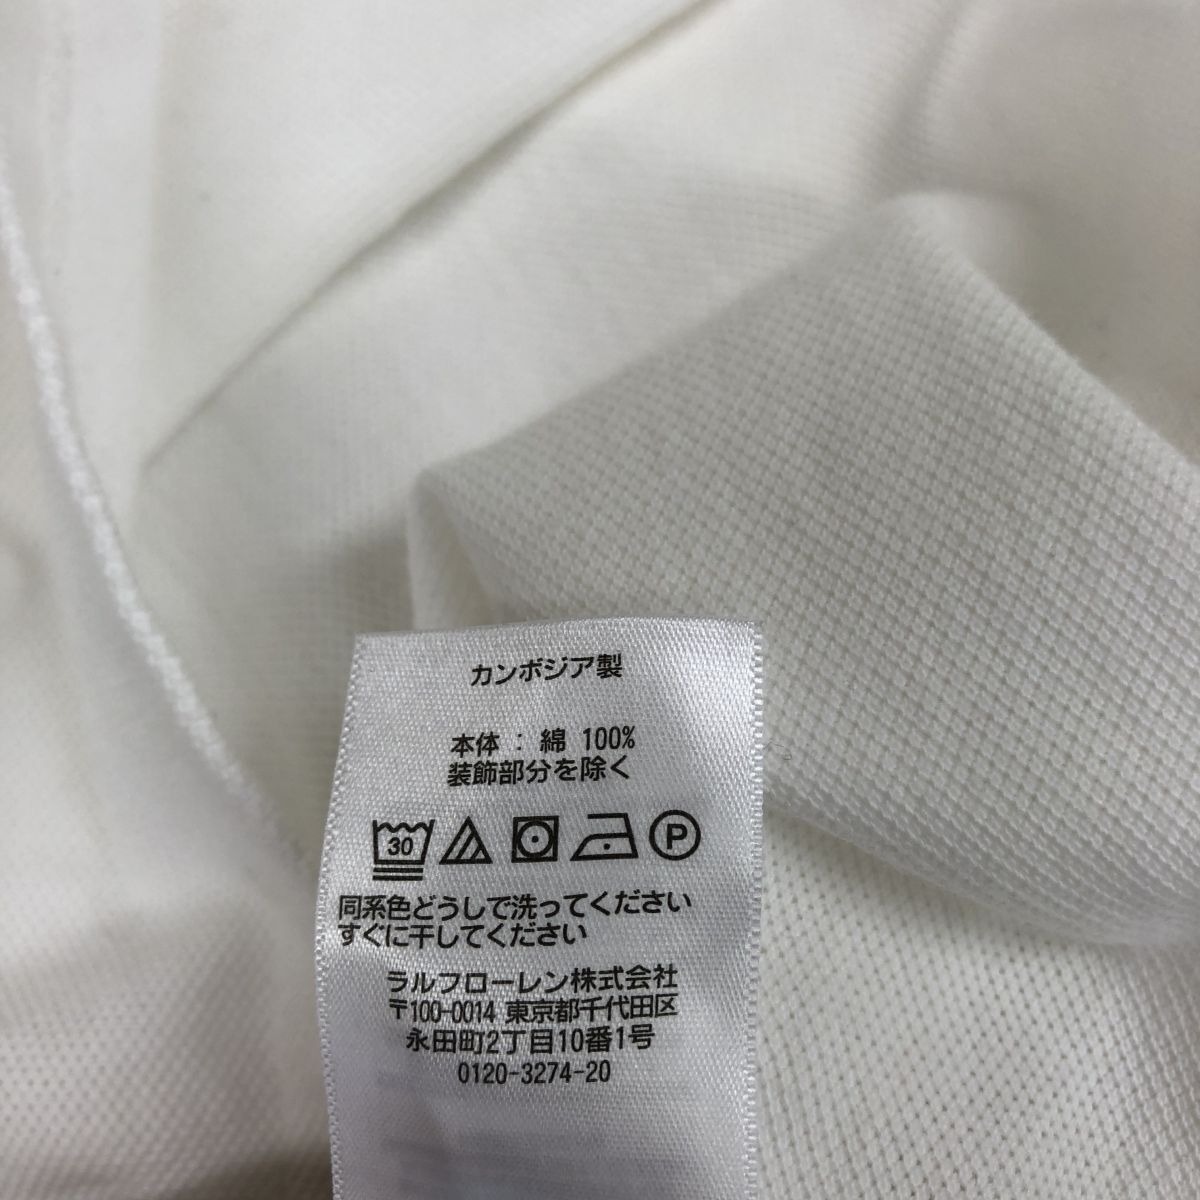 カンボジア製
本体 : 綿 100%
装飾部分を除く
30 P
同系色どうしで洗ってください
すぐに干してください
ラルフローレン株式会社
〒100-0014 東京都千代田区
永田町2丁目10番1号
0120-3274-20